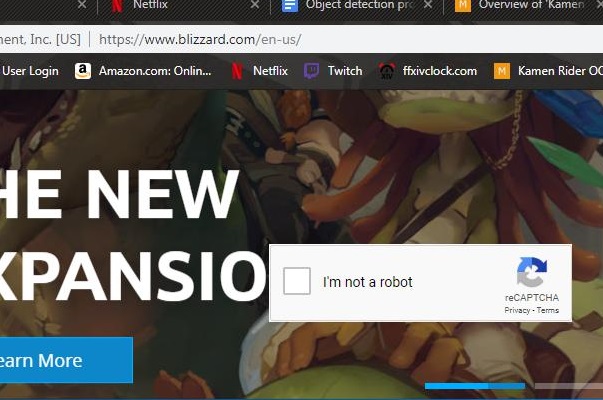 Netflix
Object detection pro
Overview of 'Kamen
ment, Inc. [US] | https://www.blizzard.com/en-us/
User Login
a Amazon.com: Onlin...
N Netflix
Twitch
XIV ffxivclock.com
M Kamen Rider OO
HE NEW
XPANSIO
I'm not a robot
reCAPTCHA
Privacy - Terms
earn More